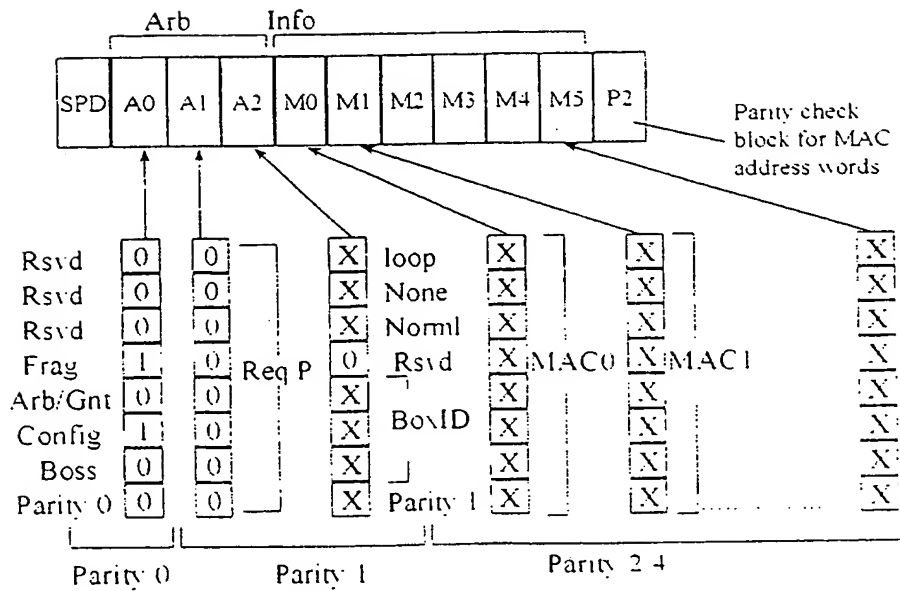 Arb Info
SPD A0 A1 A2 M0 M1 M2 M3 M4 M5 P2
Parity check
block for MAC
address words
Rsvd 0 0 X loop X X X
Rsvd 0 0 X None X X X
Rsvd 0 0 X Norml X X X
Frag 1 0 Req P 0 Rsvd X MAC0 X MAC1 X
Arb/Gnt 0 0 X X X X
Config 1 0 X BoxID X X X
Boss 0 0 X X X X
Parity 0 0 0 X Parity 1 X X X
Parity 0 Parity 1 Parity 2-4